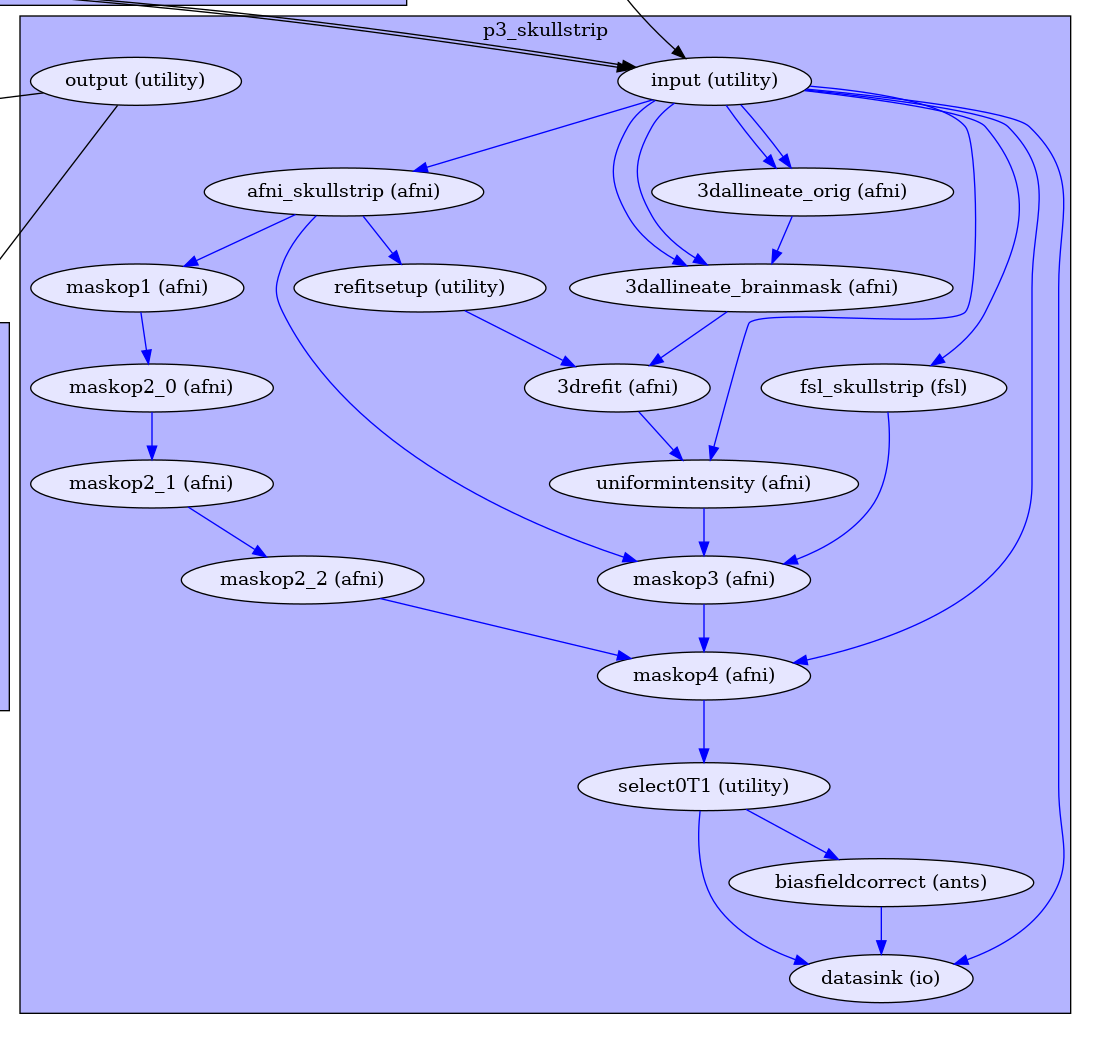 p3_skullstrip
output (utility)
input (utility)
afni_skullstrip (afni)
3dallineate_orig (afni)
maskop1 (afni)
refitsetup (utility)
3dallineate_brainmask (afni)
maskop2_0 (afni)
3drefit (afni)
fsl_skullstrip (fsl)
maskop2_1 (afni)
uniformintensity (afni)
maskop2_2 (afni)
maskop3 (afni)
maskop4 (afni)
select0T1 (utility)
biasfieldcorrect (ants)
datasink (io)